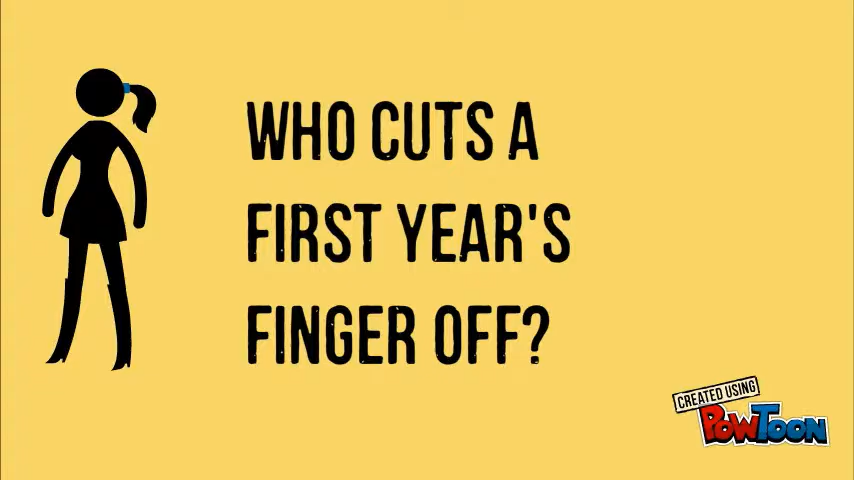 WHO CUTS A
FIRST YEAR'S
FINGER OFF?
CREATED USING
POWTOON